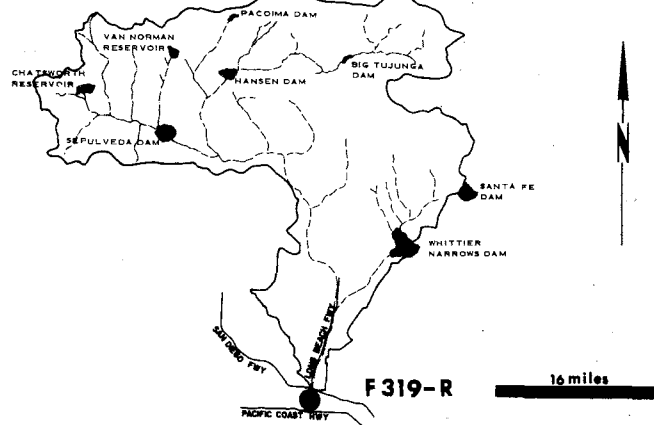 PACOIMA DAM
VAN NORMAN
RESERVOIR
BIG TUJUNGA
DAM
CHATSWORTH
RESERVOIR
HANSEN DAM
SEPULVEDA DAM
N
SANTA FE
DAM
WHITTIER
NARROWS DAM
SAN DIEGO FWY
LONG BEACH FWY
F319-R
16 miles
PACIFIC COAST HWY